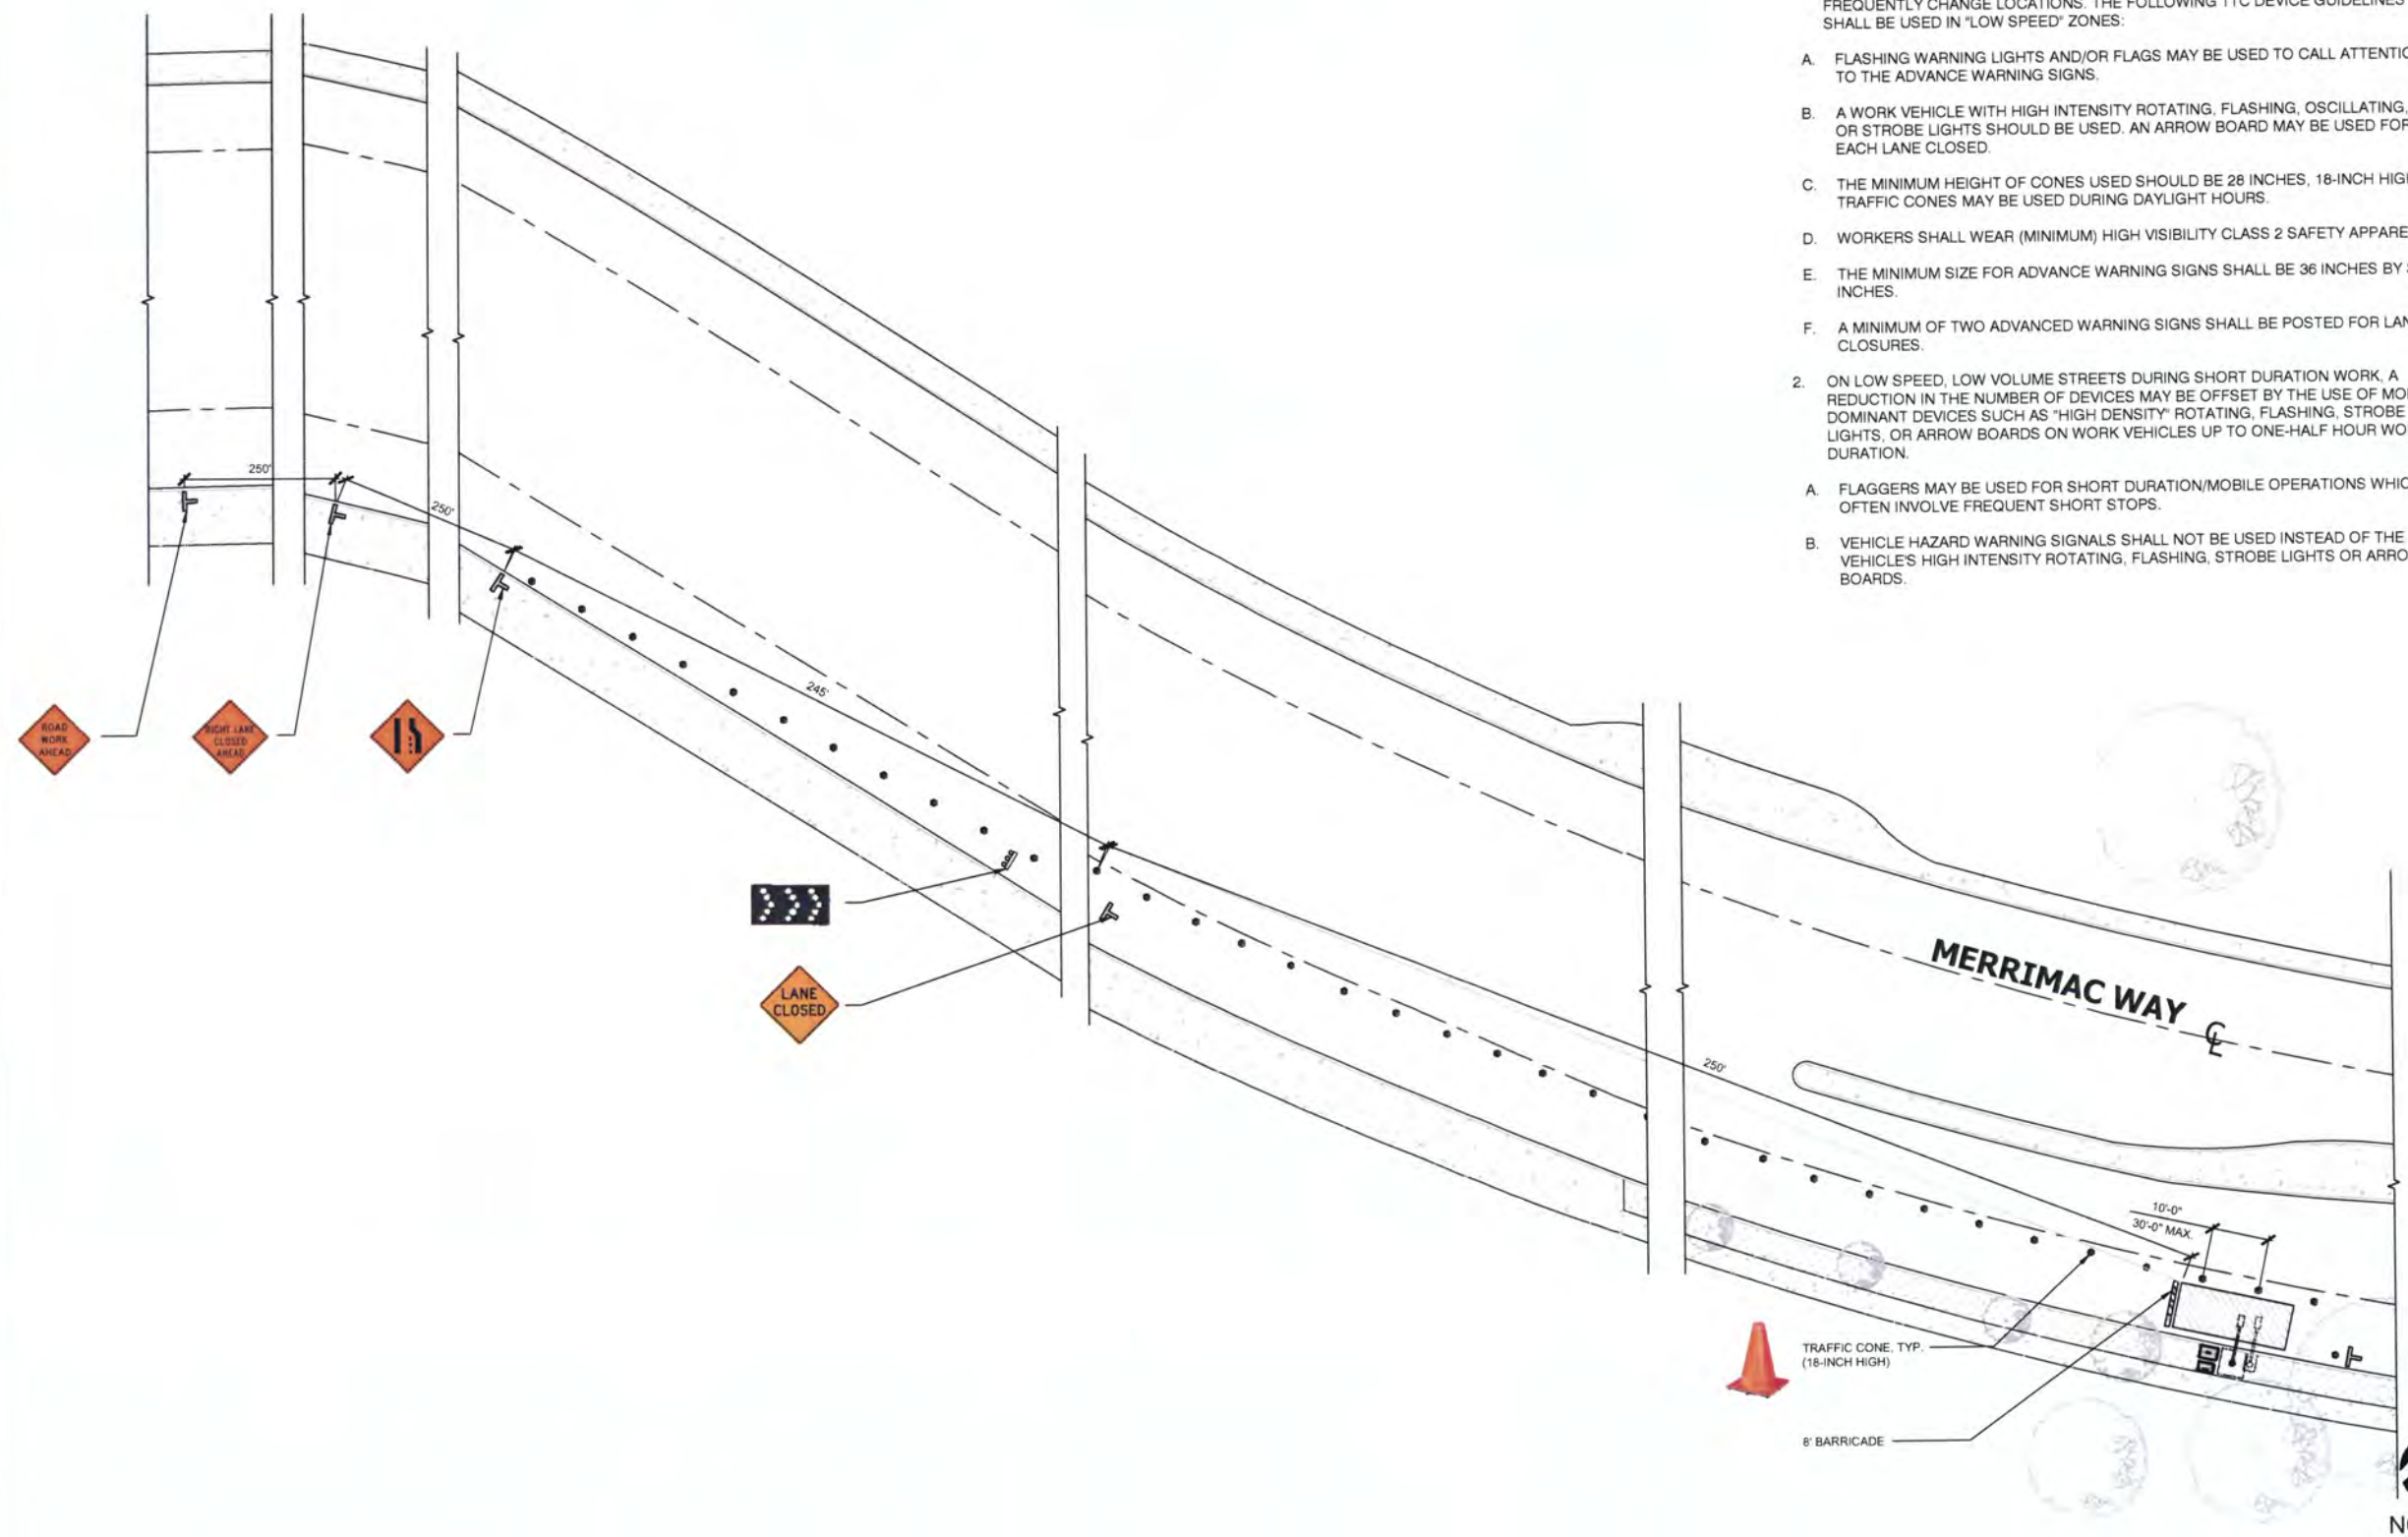 FREQUENTLY CHANGE LOCATIONS. THE FOLLOWING TTC DEVICE GUIDELINES
SHALL BE USED IN "LOW SPEED" ZONES:
A. FLASHING WARNING LIGHTS AND/OR FLAGS MAY BE USED TO CALL ATTENTIO
TO THE ADVANCE WARNING SIGNS.
B. A WORK VEHICLE WITH HIGH INTENSITY ROTATING, FLASHING, OSCILLATING,
OR STROBE LIGHTS SHOULD BE USED. AN ARROW BOARD MAY BE USED FOR
EACH LANE CLOSED.
C. THE MINIMUM HEIGHT OF CONES USED SHOULD BE 28 INCHES, 18-INCH HIGH
TRAFFIC CONES MAY BE USED DURING DAYLIGHT HOURS.
D. WORKERS SHALL WEAR (MINIMUM) HIGH VISIBILITY CLASS 2 SAFETY APPARE
E. THE MINIMUM SIZE FOR ADVANCE WARNING SIGNS SHALL BE 36 INCHES BY
INCHES.
F. A MINIMUM OF TWO ADVANCED WARNING SIGNS SHALL BE POSTED FOR LAN
CLOSURES.
2. ON LOW SPEED, LOW VOLUME STREETS DURING SHORT DURATION WORK, A
REDUCTION IN THE NUMBER OF DEVICES MAY BE OFFSET BY THE USE OF MO
DOMINANT DEVICES SUCH AS "HIGH DENSITY" ROTATING, FLASHING, STROBE
LIGHTS, OR ARROW BOARDS ON WORK VEHICLES UP TO ONE-HALF HOUR WO
DURATION.
A. FLAGGERS MAY BE USED FOR SHORT DURATION/MOBILE OPERATIONS WHIC
OFTEN INVOLVE FREQUENT SHORT STOPS.
B. VEHICLE HAZARD WARNING SIGNALS SHALL NOT BE USED INSTEAD OF THE
VEHICLE'S HIGH INTENSITY ROTATING, FLASHING, STROBE LIGHTS OR ARRO
BOARDS.
250'
250'
245'
ROAD
WORK
AHEAD
RIGHT LANE
CLOSED
AHEAD
LANE
CLOSED
MERRIMAC WAY
℄
250'
10'-0"
30'-0" MAX.
TRAFFIC CONE, TYP.
(18-INCH HIGH)
8' BARRICADE